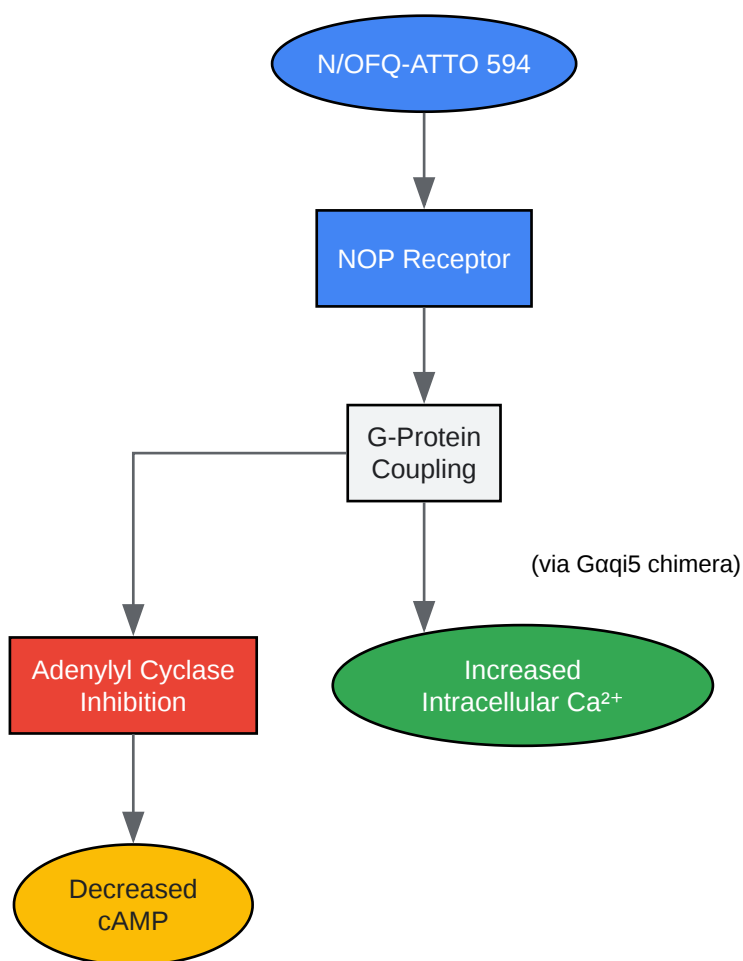 N/OFQ-ATTO 594
NOP Receptor
G-Protein
Coupling
(via Gαqi5 chimera)
Adenylyl Cyclase
Inhibition
Increased
Intracellular Ca²⁺
Decreased
cAMP